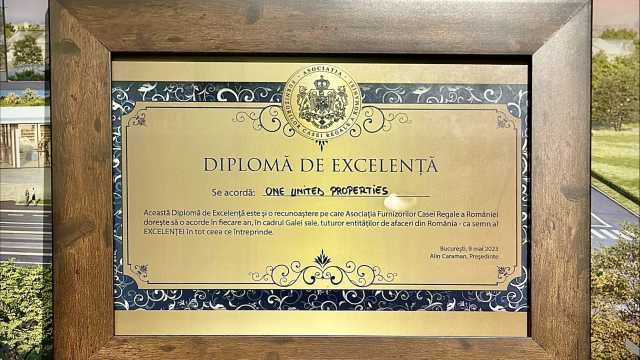 ASOCIAȚIA
FURNIZORILOR CASEI REGALE A ROMÂNIEI
DIPLOMĂ DE EXCELENȚĂ
Se acordă: ONE UNITED PROPERTIES
Această Diplomă de Excelență este și o recunoaștere pe care Asociația Furnizorilor Casei Regale a României
dorește să o acorde în fiecare an, în cadrul Galei sale, tuturor entităților de afaceri din România - ca semn al
EXCELENȚEI în tot ceea ce întreprinde.
București, 9 mai 2023
Alin Caraman, Președinte